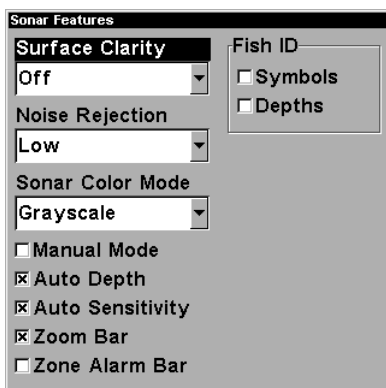 Sonar Features
Surface Clarity
Off
Noise Rejection
Low
Sonar Color Mode
Grayscale
Manual Mode
Auto Depth
Auto Sensitivity
Zoom Bar
Zone Alarm Bar
Fish ID
Symbols
Depths